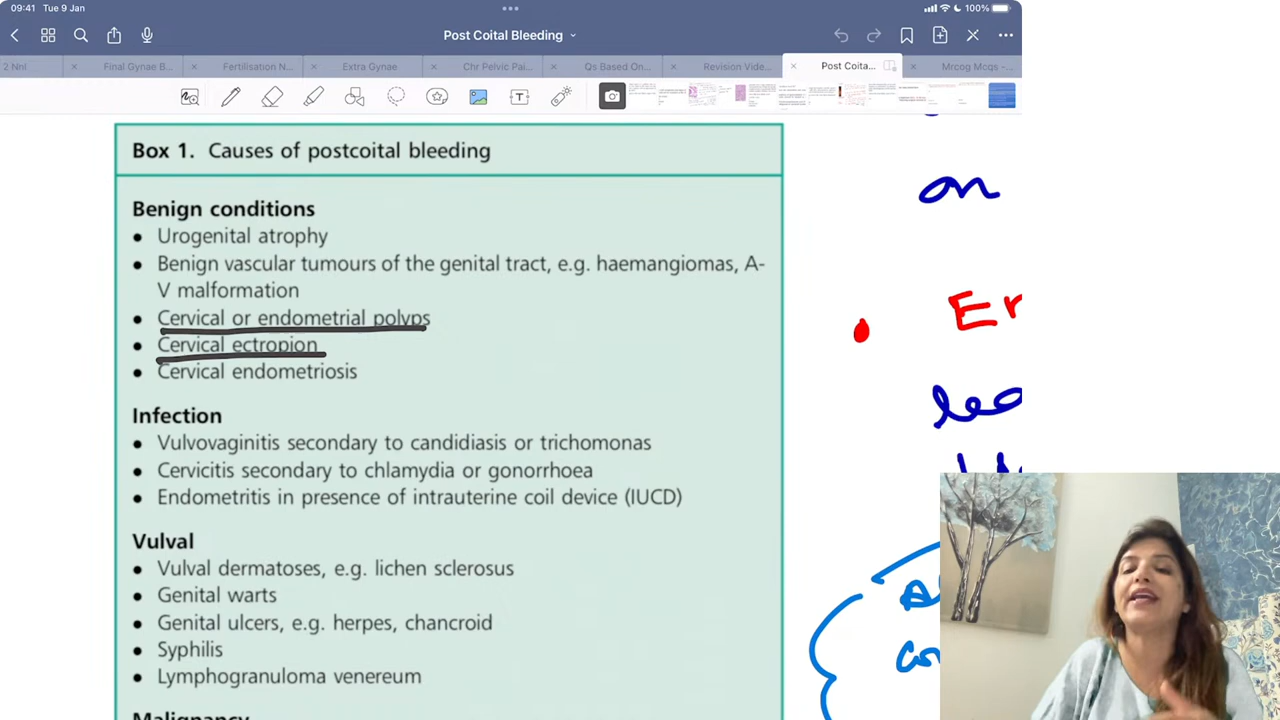 09:41 Tue 9 Jan
100%
Post Coital Bleeding
2 Nnl
Final Gynae B...
Fertilisation N...
Extra Gynae
Chr Pelvic Pai...
Qs Based On...
Revision Vide...
Post Coita...
Mrcog Mcqs -...
Box 1. Causes of postcoital bleeding
on
Benign conditions
• Urogenital atrophy
• Benign vascular tumours of the genital tract, e.g. haemangiomas, A-
V malformation
• Cervical or endometrial polyps
• Er
• Cervical ectropion
• Cervical endometriosis
Infection
• Vulvovaginitis secondary to candidiasis or trichomonas
• Cervicitis secondary to chlamydia or gonorrhoea
• Endometritis in presence of intrauterine coil device (IUCD)
Vulval
• Vulval dermatoses, e.g. lichen sclerosus
• Genital warts
• Genital ulcers, e.g. herpes, chancroid
• Syphilis
• Lymphogranuloma venereum
Malignancy